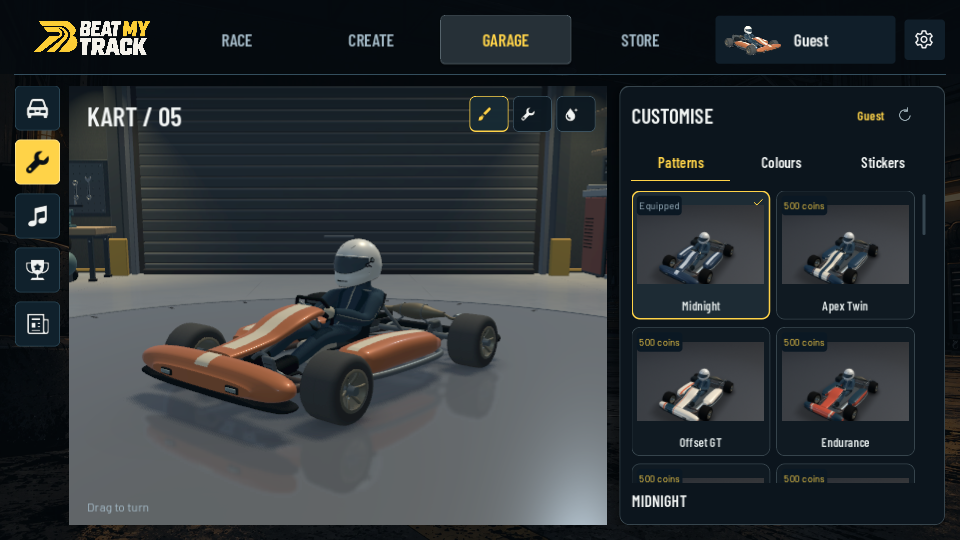 BEAT MY
TRACK
RACE
CREATE
GARAGE
STORE
Guest
KART / 05
CUSTOMISE
Guest
Patterns
Colours
Stickers
Equipped
500 coins
Midnight
Apex Twin
500 coins
500 coins
Offset GT
Endurance
500 coins
500 coins
MIDNIGHT
Drag to turn